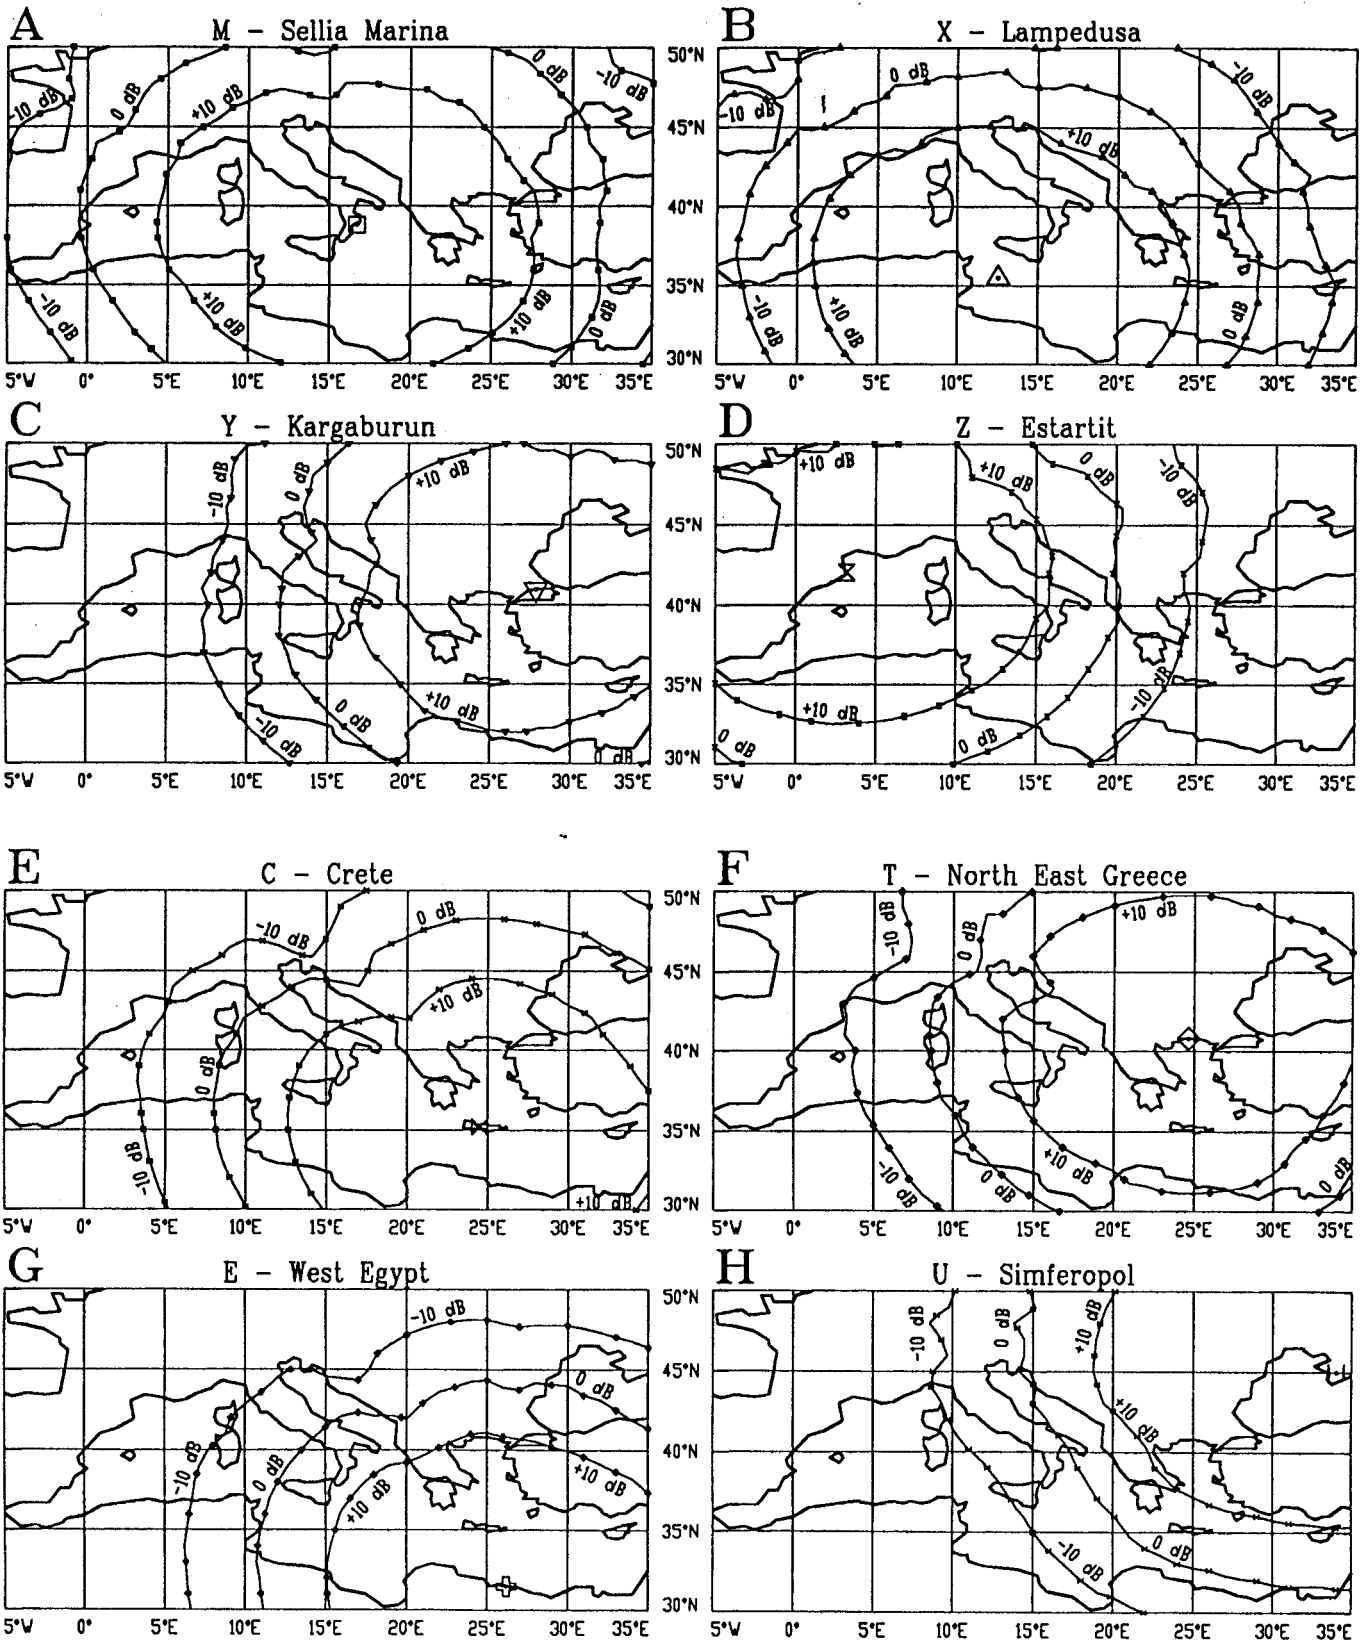 A M – Sellia Marina
B X – Lampedusa
-10 dB
0 dB
+10 dB
0 dB
-10 dB
-10 dB
+10 dB
+10 dB
0 dB
50°N
45°N
40°N
35°N
30°N
5°W 0° 5°E 10°E 15°E 20°E 25°E 30°E 35°E
-10 dB
0 dB
-10 dB
+10 dB
-10 dB
+10 dB
0 dB
5°W 0° 5°E 10°E 15°E 20°E 25°E 30°E 35°E
C Y – Kargaburun
D Z – Estartit
-10 dB
0 dB
+10 dB
-10 dB
0 dB
+10 dB
0 dB
50°N
45°N
40°N
35°N
30°N
5°W 0° 5°E 10°E 15°E 20°E 25°E 30°E 35°E
+10 dB
+10 dB
0 dB
-10 dB
+10 dB
0 dB
0 dB
-10 dB
5°W 0° 5°E 10°E 15°E 20°E 25°E 30°E 35°E
E C – Crete
F T – North East Greece
-10 dB
0 dB
+10 dB
0 dB
-10 dB
+10 dB
50°N
45°N
40°N
35°N
30°N
5°W 0° 5°E 10°E 15°E 20°E 25°E 30°E 35°E
-10 dB
0 dB
+10 dB
-10 dB
0 dB
+10 dB
0 dB
5°W 0° 5°E 10°E 15°E 20°E 25°E 30°E 35°E
G E – West Egypt
H U – Simferopol
-10 dB
0 dB
-10 dB
0 dB
+10 dB
+10 dB
50°N
45°N
40°N
35°N
30°N
5°W 0° 5°E 10°E 15°E 20°E 25°E 30°E 35°E
-10 dB
0 dB
+10 dB
+10 dB
-10 dB
0 dB
5°W 0° 5°E 10°E 15°E 20°E 25°E 30°E 35°E